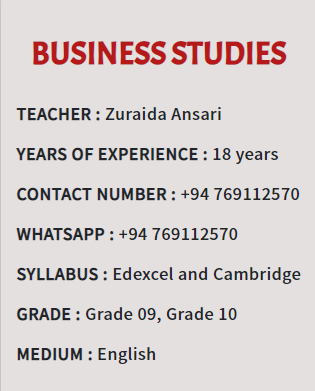 BUSINESS STUDIES
TEACHER : Zuraida Ansari
YEARS OF EXPERIENCE : 18 years
CONTACT NUMBER : +94 769112570
WHATSAPP : +94 769112570
SYLLABUS : Edexcel and Cambridge
GRADE : Grade 09, Grade 10
MEDIUM : English